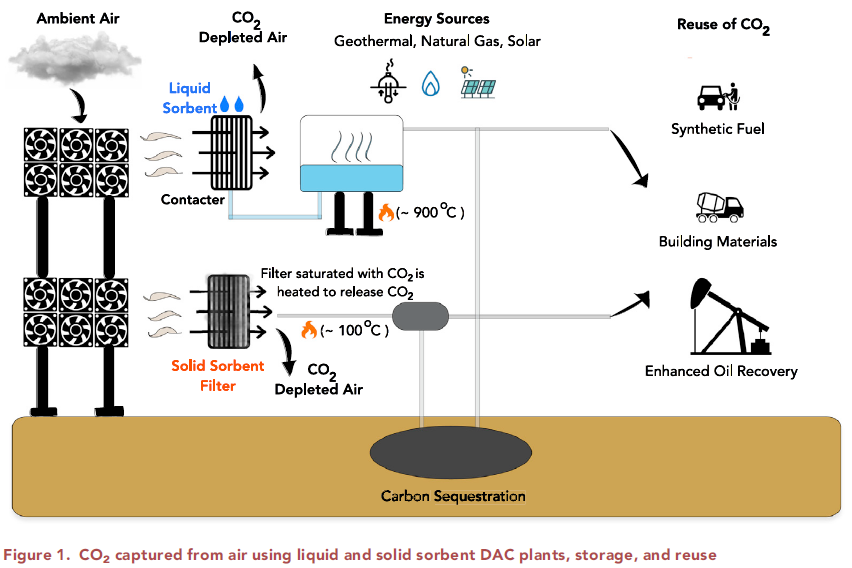 Ambient Air
CO2
Depleted Air
Energy Sources
Geothermal, Natural Gas, Solar
Reuse of CO2
Liquid
Sorbent
Contacter
(~ 900 °C )
Synthetic Fuel
Building Materials
Filter saturated with CO2 is
heated to release CO2
(~ 100 °C )
Solid Sorbent
Filter
CO2
Depleted Air
Enhanced Oil Recovery
Carbon Sequestration
Figure 1. CO2 captured from air using liquid and solid sorbent DAC plants, storage, and reuse